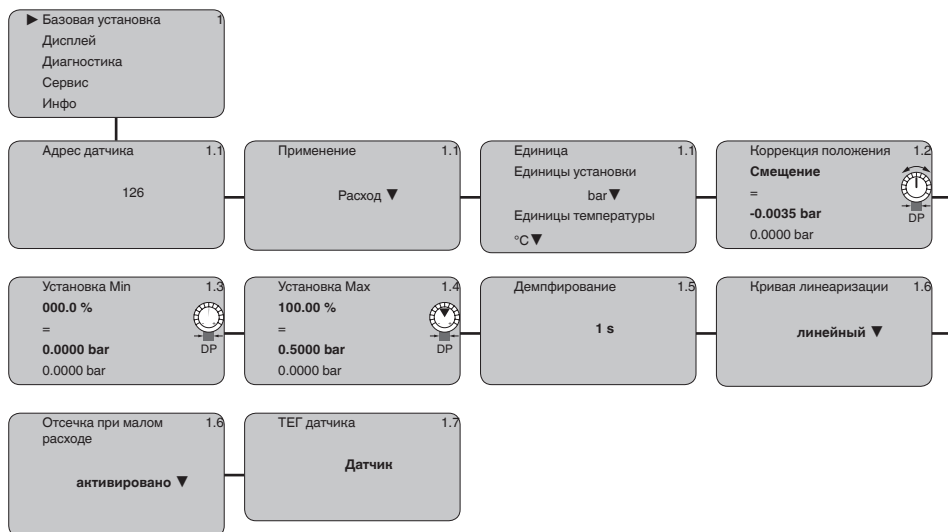 ▶ Базовая установка 1
Дисплей
Диагностика
Сервис
Инфо
Адрес датчика 1.1
126
Применение 1.1
Расход ▼
Единица 1.1
Единицы установки
bar▼
Единицы температуры
°C▼
Коррекция положения 1.2
Смещение
=
-0.0035 bar
0.0000 bar
DP
Установка Min 1.3
000.0 %
=
0.0000 bar
0.0000 bar
DP
Установка Max 1.4
100.00 %
=
0.5000 bar
0.0000 bar
DP
Демпфирование 1.5
1 s
Кривая линеаризации 1.6
линейный ▼
Отсечка при малом 1.6
расходе
активировано ▼
ТЕГ датчика 1.7
Датчик